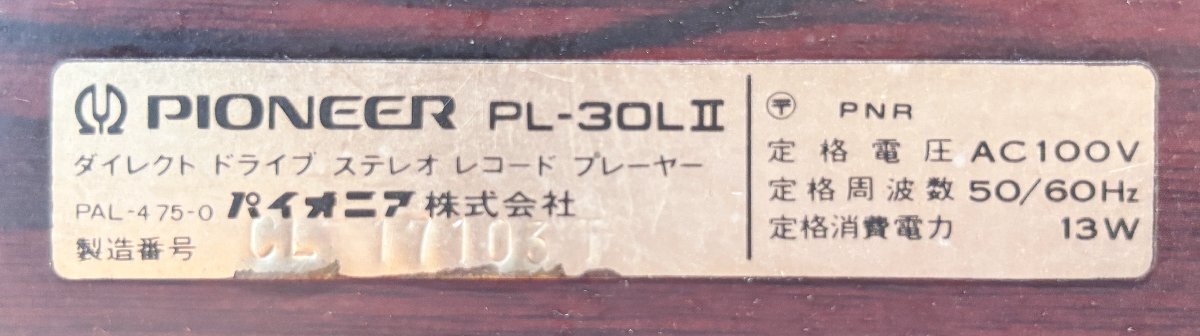 PIONEER PL-30LII
ダイレクト ドライブ ステレオ レコード プレーヤー
PAL-475-0 パイオニア株式会社
製造番号 CL 17103 T
〒 PNR
定格電圧 AC100V
定格周波数 50/60Hz
定格消費電力 13W